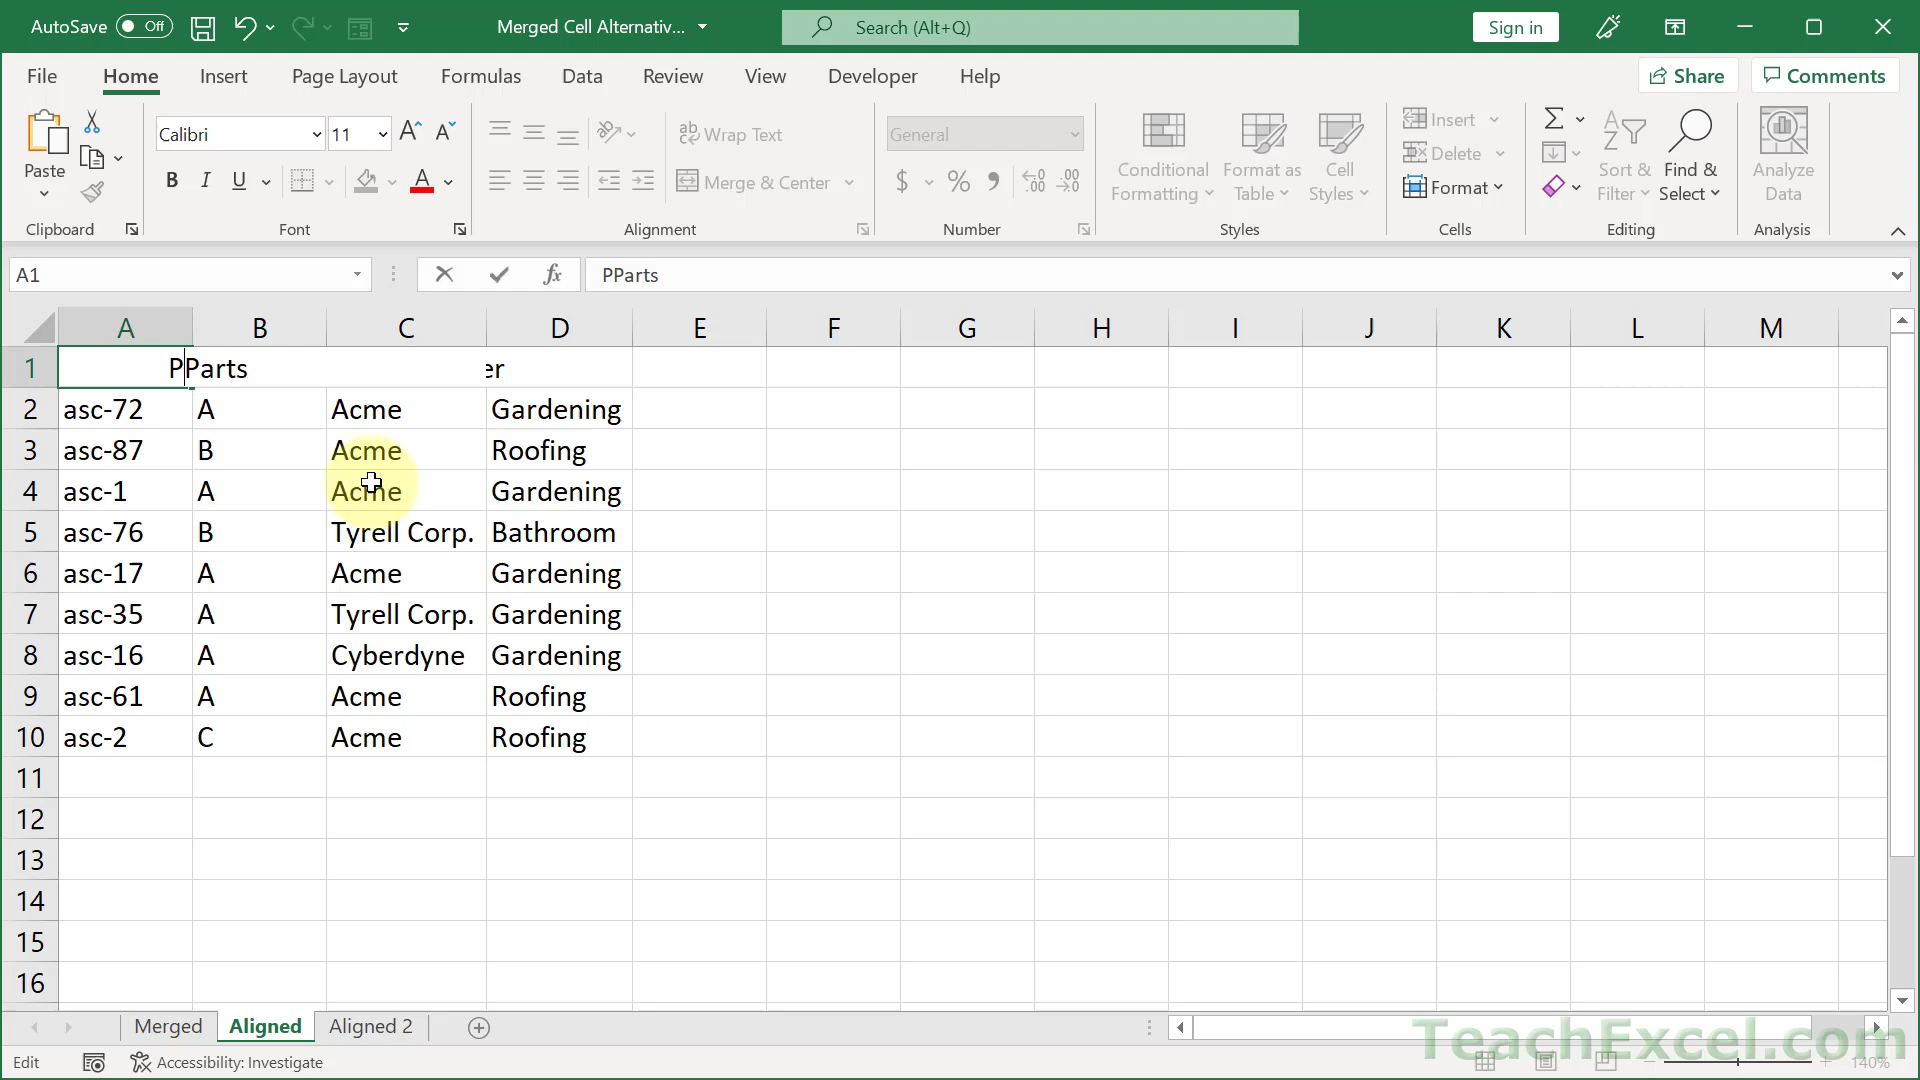 AutoSave Off Merged Cell Alternativ... Search (Alt+Q) Sign in
File Home Insert Page Layout Formulas Data Review View Developer Help Share Comments
Paste Calibri 11 B I U A ab Wrap Text Merge & Center General $ % Conditional Formatting Format as Table Cell Styles Insert Delete Format Sort & Filter Find & Select Analyze Data
Clipboard Font Alignment Number Styles Cells Editing Analysis
A1 fx PParts
A B C D E F G H I J K L M
1 PParts er
2 asc-72 A Acme Gardening
3 asc-87 B Acme Roofing
4 asc-1 A Acme Gardening
5 asc-76 B Tyrell Corp. Bathroom
6 asc-17 A Acme Gardening
7 asc-35 A Tyrell Corp. Gardening
8 asc-16 A Cyberdyne Gardening
9 asc-61 A Acme Roofing
10 asc-2 C Acme Roofing
11
12
13
14
15
16
Merged Aligned Aligned 2
TeachExcel.com
Edit Accessibility: Investigate 140%